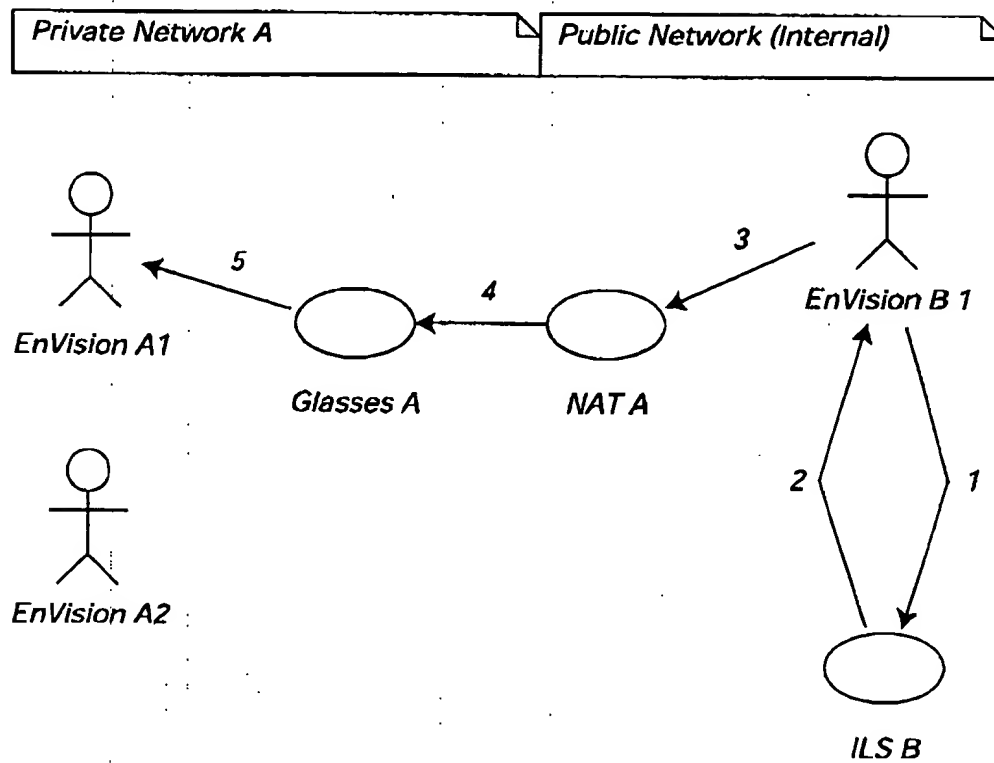 Private Network A
Public Network (Internal)
3
5
4
EnVision B 1
EnVision A1
Glasses A
NAT A
2
1
EnVision A2
ILS B